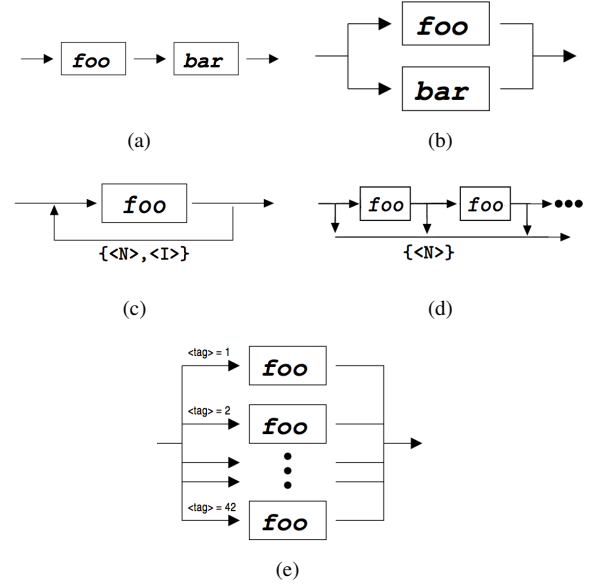 foo bar
(a)
foo
bar
(b)
foo
{<N>,<I>}
(c)
foo foo
{<N>}
(d)
<tag> = 1
foo
<tag> = 2
foo
<tag> = 42
foo
(e)